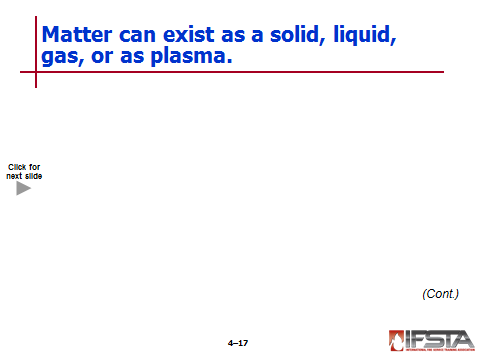 Matter can exist as a solid, liquid,
gas, or as plasma.
Click for
next slide
(Cont.)
4–17
IFSTA
INTERNATIONAL FIRE SERVICE TRAINING ASSOCIATION